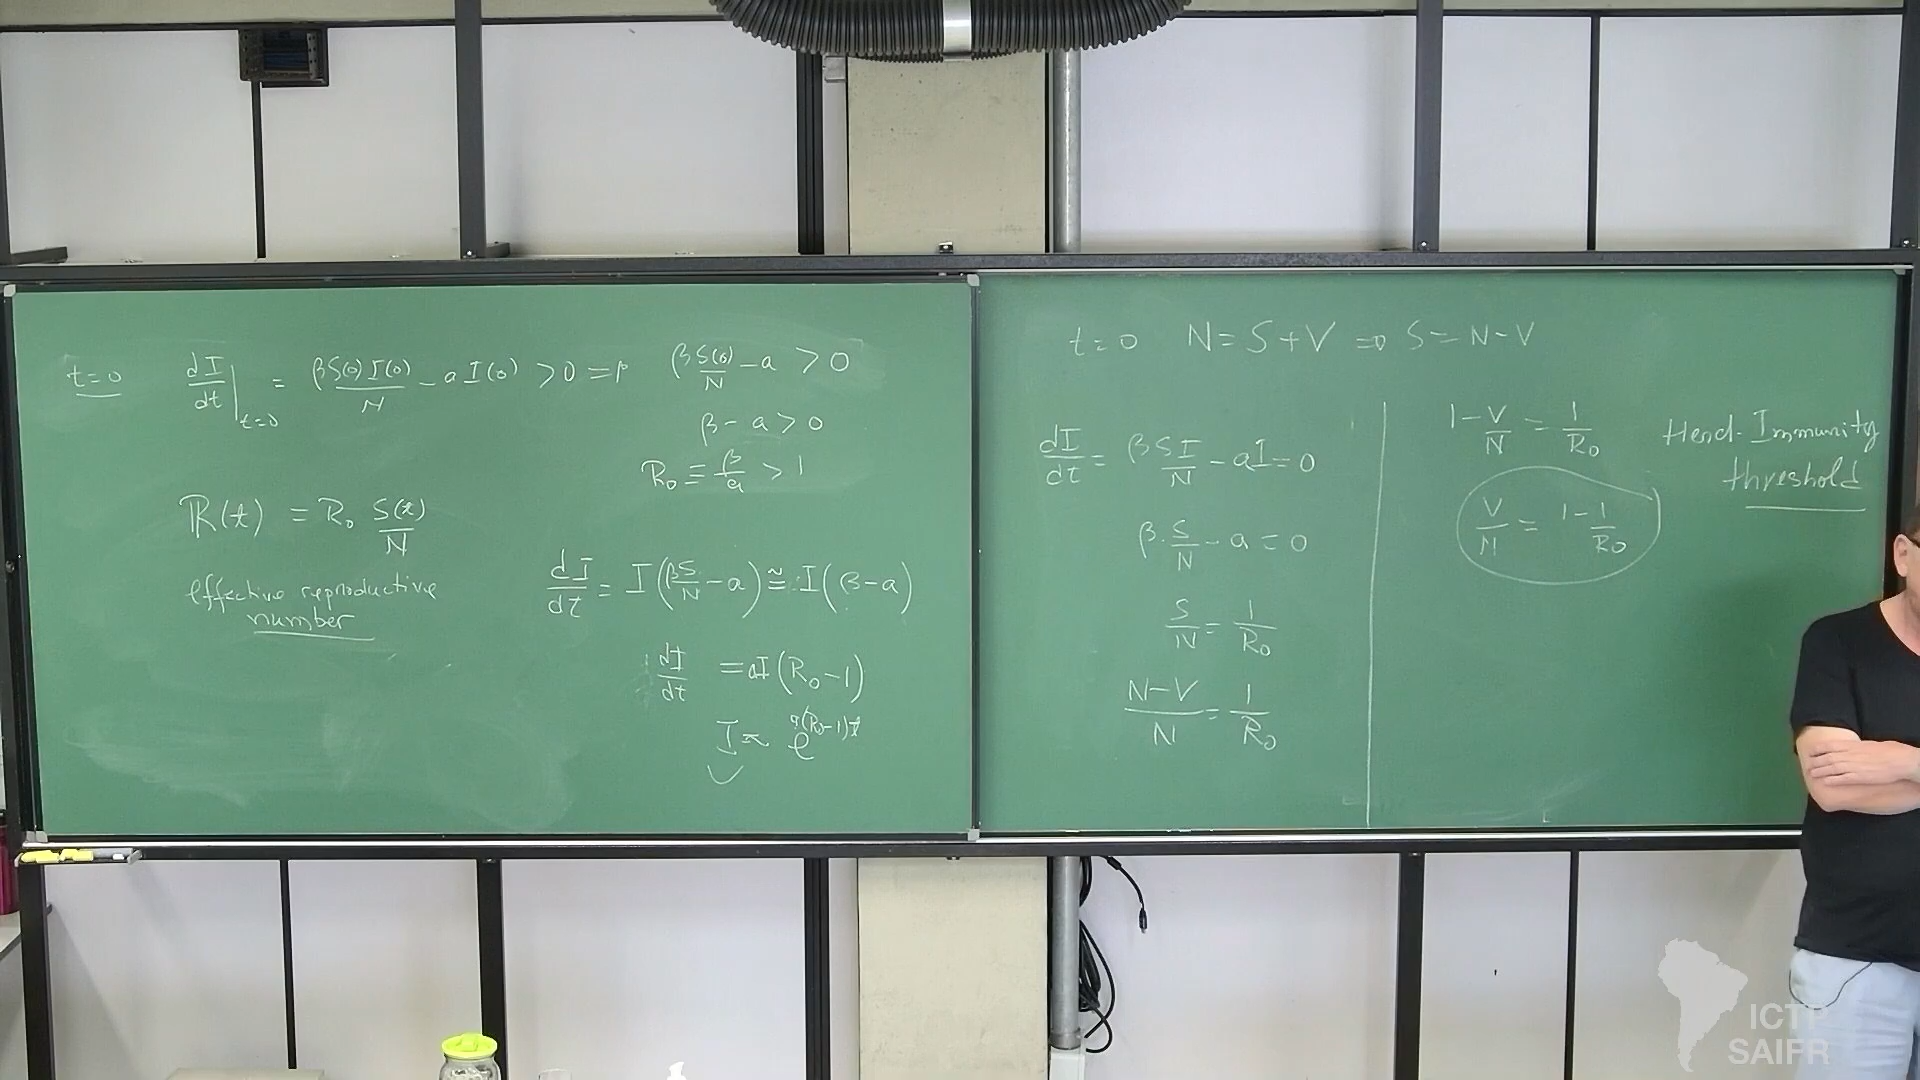 t=0 dI/dt|t=0 = βS(0)I(0)/N - aI(0) > 0 ⇒ βS(0)/N - a > 0
β - a > 0
R0 ≡ β/a > 1
R(t) = R0 S(t)/N
effective reproductive
number
dI/dt = I(βS/N - a) ≅ I(β-a)
dI/dt = aI(R0-1)
I ≈ e^a(R0-1)t
t=0 N=S+V ⇒ S=N-V
dI/dt = βSI/N - aI=0
β·S/N - a = 0
S/N = 1/R0
N-V/N = 1/R0
1-V/N = 1/R0
V/N = 1-1/R0
Herd-Immunity
threshold
ICTP
SAIFR